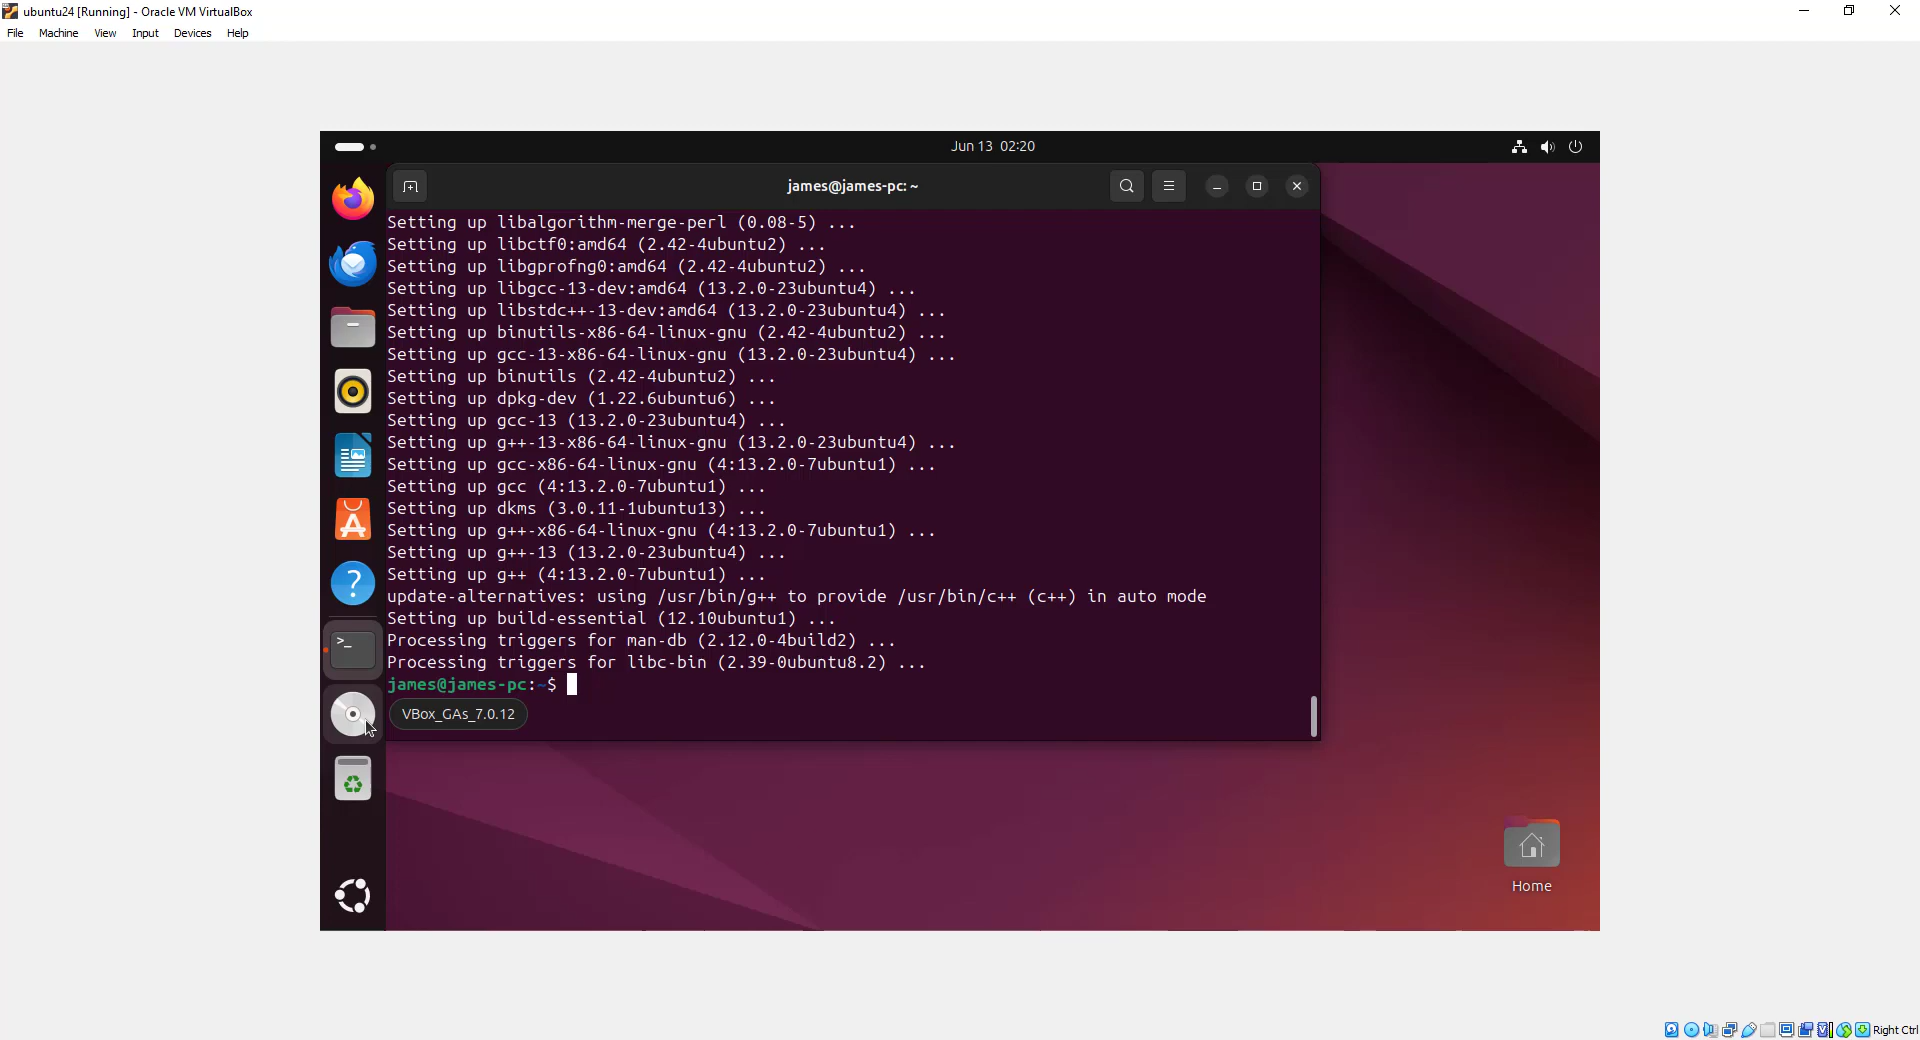 ubuntu24 [Running] - Oracle VM VirtualBox
File Machine View Input Devices Help
Jun 13 02:20
james@james-pc: ~
Setting up libalgorithm-merge-perl (0.08-5) ...
Setting up libctf0:amd64 (2.42-4ubuntu2) ...
Setting up libgprofng0:amd64 (2.42-4ubuntu2) ...
Setting up libgcc-13-dev:amd64 (13.2.0-23ubuntu4) ...
Setting up libstdc++-13-dev:amd64 (13.2.0-23ubuntu4) ...
Setting up binutils-x86-64-linux-gnu (2.42-4ubuntu2) ...
Setting up gcc-13-x86-64-linux-gnu (13.2.0-23ubuntu4) ...
Setting up binutils (2.42-4ubuntu2) ...
Setting up dpkg-dev (1.22.6ubuntu6) ...
Setting up gcc-13 (13.2.0-23ubuntu4) ...
Setting up g++-13-x86-64-linux-gnu (13.2.0-23ubuntu4) ...
Setting up gcc-x86-64-linux-gnu (4:13.2.0-7ubuntu1) ...
Setting up gcc (4:13.2.0-7ubuntu1) ...
Setting up dkms (3.0.11-1ubuntu13) ...
Setting up g++-x86-64-linux-gnu (4:13.2.0-7ubuntu1) ...
Setting up g++-13 (13.2.0-23ubuntu4) ...
Setting up g++ (4:13.2.0-7ubuntu1) ...
update-alternatives: using /usr/bin/g++ to provide /usr/bin/c++ (c++) in auto mode
Setting up build-essential (12.10ubuntu1) ...
Processing triggers for man-db (2.12.0-4build2) ...
Processing triggers for libc-bin (2.39-0ubuntu8.2) ...
james@james-pc:~$
VBox_GAs_7.0.12
Home
Right Ctrl